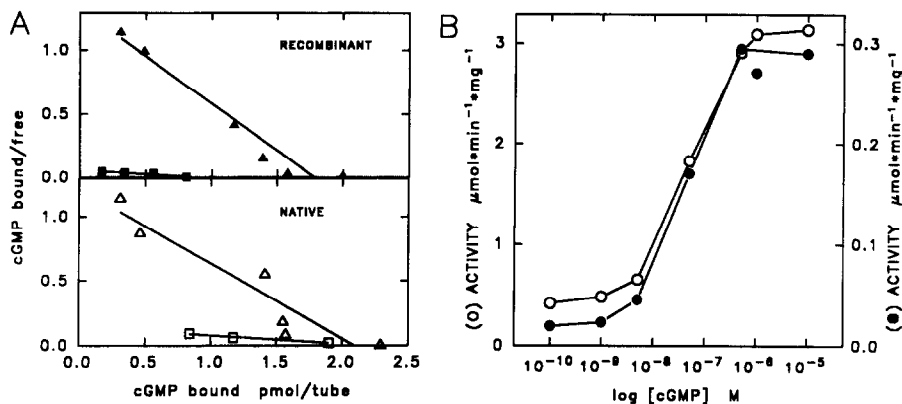 A
RECOMBINANT
1.0
0.5
0.0
NATIVE
1.0
0.5
0.0
cGMP bound/free
0.0 0.5 1.0 1.5 2.0 2.5
cGMP bound pmol/tube
B
3
2
1
0
(O) ACTIVITY μmol•min⁻¹*mg⁻¹
0.3
0.2
0.1
0.0
(●) ACTIVITY μmol•min⁻¹*mg⁻¹
10⁻¹⁰ 10⁻⁹ 10⁻⁸ 10⁻⁷ 10⁻⁶ 10⁻⁵
log [cGMP] M